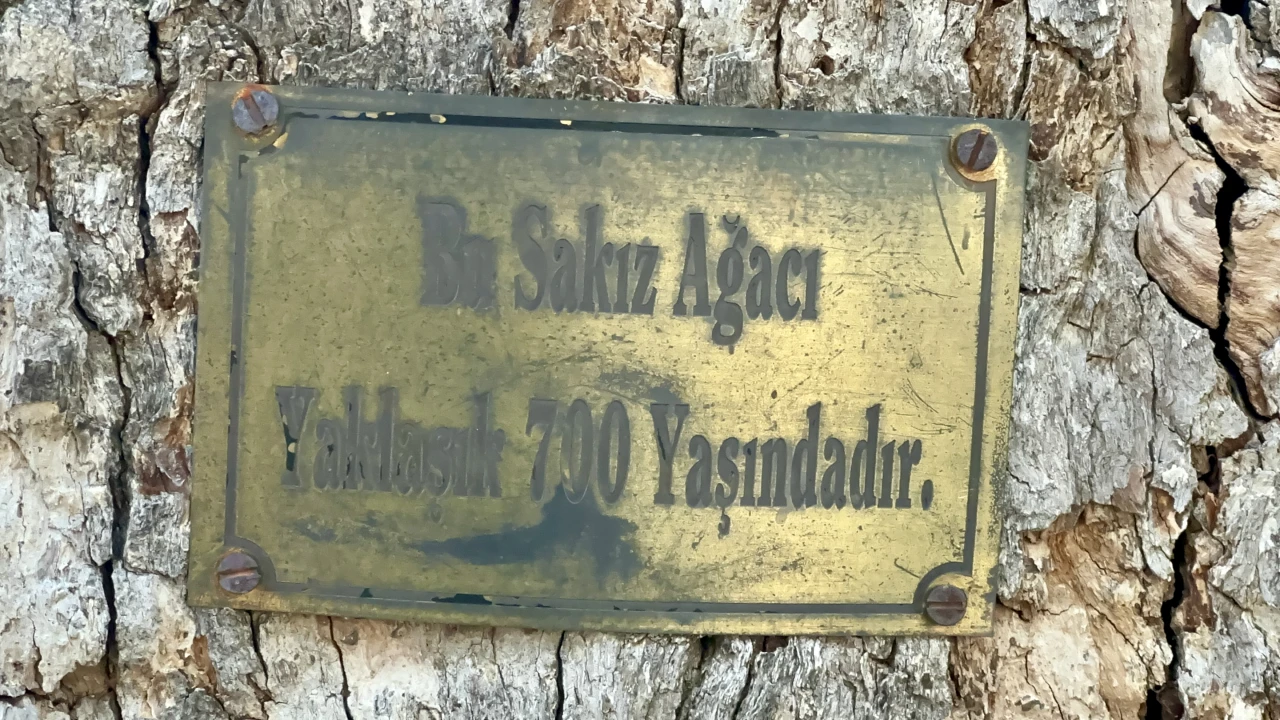 Bu Sakız Ağacı
Yaklaşık 700 Yaşındadır.